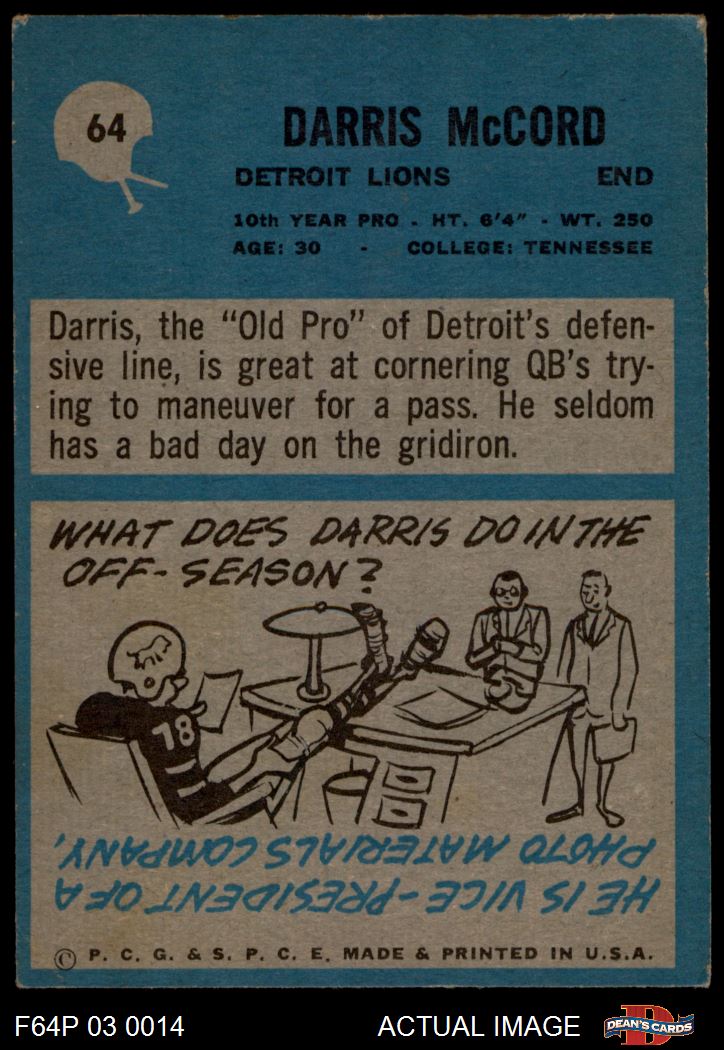 64
DARRIS McCORD
DETROIT LIONS END
10th YEAR PRO - HT. 6'4" - WT. 250
AGE: 30 - COLLEGE: TENNESSEE
Darris, the "Old Pro" of Detroit's defen-
sive line, is great at cornering QB's try-
ing to maneuver for a pass. He seldom
has a bad day on the gridiron.
WHAT DOES DARRIS DO IN THE
OFF-SEASON?
78
HE IS VICE-PRESIDENT OF A
PHOTO MATERIALS COMPANY.
© P. C. G. & S. P. C. E. MADE & PRINTED IN U.S.A.
F64P 03 0014 ACTUAL IMAGE DEAN'S CARDS